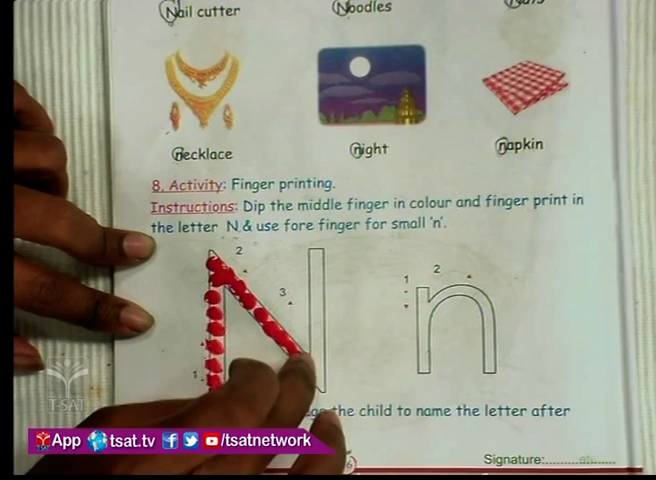 Nail cutter Noodles Nuts
necklace night napkin
8. Activity: Finger printing.
Instructions: Dip the middle finger in colour and finger print in
the letter N & use fore finger for small 'n'.
2
3
1
2
1
the child to name the letter after
T-SAT
App tsat.tv /tsatnetwork
Signature: